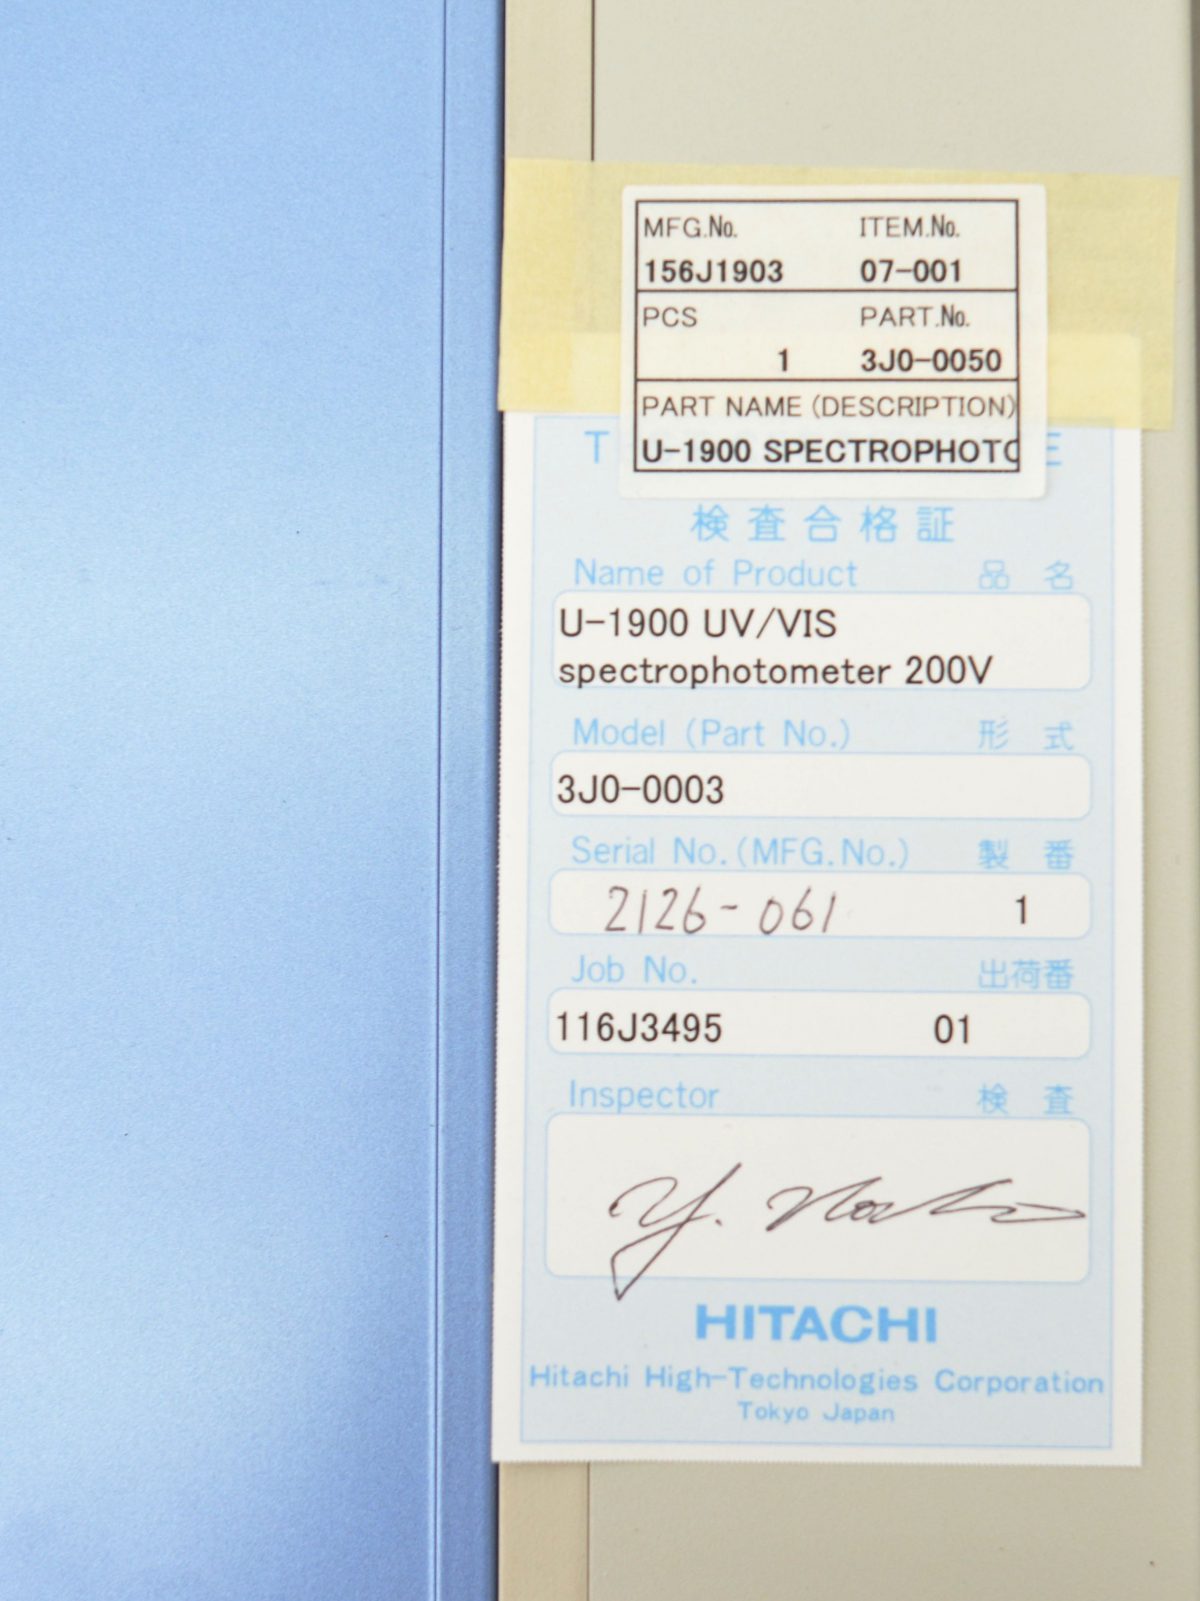 MFG.No. ITEM.No.
156J1903 07-001
PCS PART.No.
1 3J0-0050
PART NAME (DESCRIPTION)
U-1900 SPECTROPHOTO
検査合格証
Name of Product 品名
U-1900 UV/VIS
spectrophotometer 200V
Model (Part No.) 形式
3J0-0003
Serial No.(MFG.No.) 製番
2126-061 1
Job No. 出荷番
116J3495 01
Inspector 検査
HITACHI
Hitachi High-Technologies Corporation
Tokyo Japan